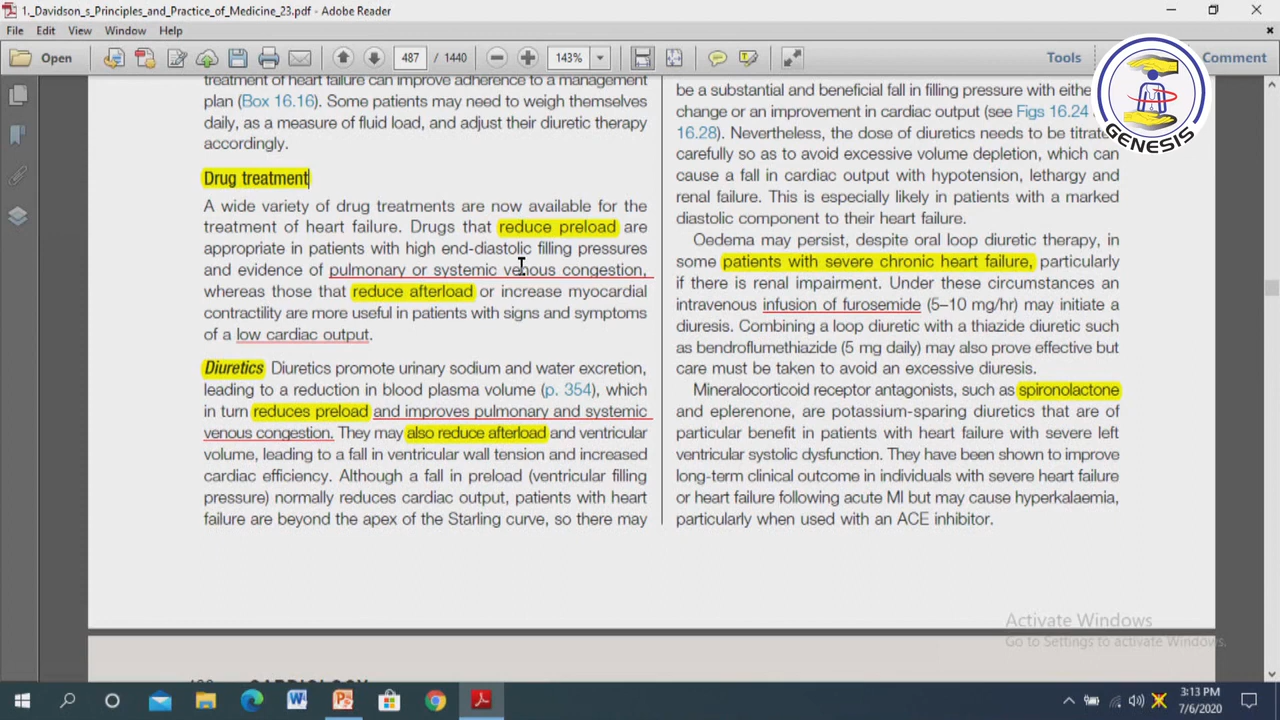 1._Davidson_s_Principles_and_Practice_of_Medicine_23.pdf - Adobe Reader
File Edit View Window Help
Open
487 / 1440
143%
Tools
Comment
GENESIS
treatment of heart failure can improve adherence to a management
plan (Box 16.16). Some patients may need to weigh themselves
daily, as a measure of fluid load, and adjust their diuretic therapy
accordingly.
Drug treatment
A wide variety of drug treatments are now available for the
treatment of heart failure. Drugs that reduce preload are
appropriate in patients with high end-diastolic filling pressures
and evidence of pulmonary or systemic venous congestion,
whereas those that reduce afterload or increase myocardial
contractility are more useful in patients with signs and symptoms
of a low cardiac output.
Diuretics Diuretics promote urinary sodium and water excretion,
leading to a reduction in blood plasma volume (p. 354), which
in turn reduces preload and improves pulmonary and systemic
venous congestion. They may also reduce afterload and ventricular
volume, leading to a fall in ventricular wall tension and increased
cardiac efficiency. Although a fall in preload (ventricular filling
pressure) normally reduces cardiac output, patients with heart
failure are beyond the apex of the Starling curve, so there may
be a substantial and beneficial fall in filling pressure with
change or an improvement in cardiac output (see Figs 16.24
16.28). Nevertheless, the dose of diuretics needs to be
carefully so as to avoid excessive volume depletion, which can
cause a fall in cardiac output with hypotension, lethargy and
renal failure. This is especially likely in patients with a marked
diastolic component to their heart failure.
Oedema may persist, despite oral loop diuretic therapy, in
some patients with severe chronic heart failure, particularly
if there is renal impairment. Under these circumstances an
intravenous infusion of furosemide (5–10 mg/hr) may initiate a
diuresis. Combining a loop diuretic with a thiazide diuretic such
as bendroflumethiazide (5 mg daily) may also prove effective but
care must be taken to avoid an excessive diuresis.
Mineralocorticoid receptor antagonists, such as spironolactone
and eplerenone, are potassium-sparing diuretics that are of
particular benefit in patients with heart failure with severe left
ventricular systolic dysfunction. They have been shown to improve
long-term clinical outcome in individuals with severe heart failure
or heart failure following acute MI but may cause hyperkalaemia,
particularly when used with an ACE inhibitor.
Activate Windows
Go to Settings to activate Windows.
3:13 PM
7/6/2020